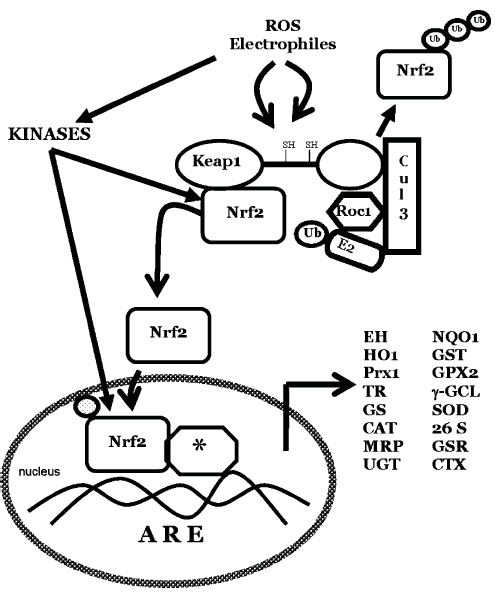 ROS
Electrophiles
Ub
Ub
Ub
Nrf2
KINASES
SH
SH
Keap1
Cul3
Nrf2
Roc1
Ub
E2
Nrf2
EH NQO1
HO1 GST
Prx1 GPX2
TR γ-GCL
GS SOD
CAT 26 S
MRP GSR
UGT CTX
Nrf2
*
nucleus
ARE